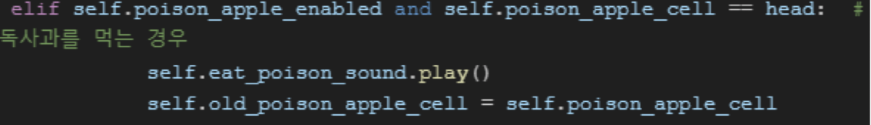 elif self.poison_apple_enabled and self.poison_apple_cell == head:  #
독사과를 먹는 경우
self.eat_poison_sound.play()
self.old_poison_apple_cell = self.poison_apple_cell